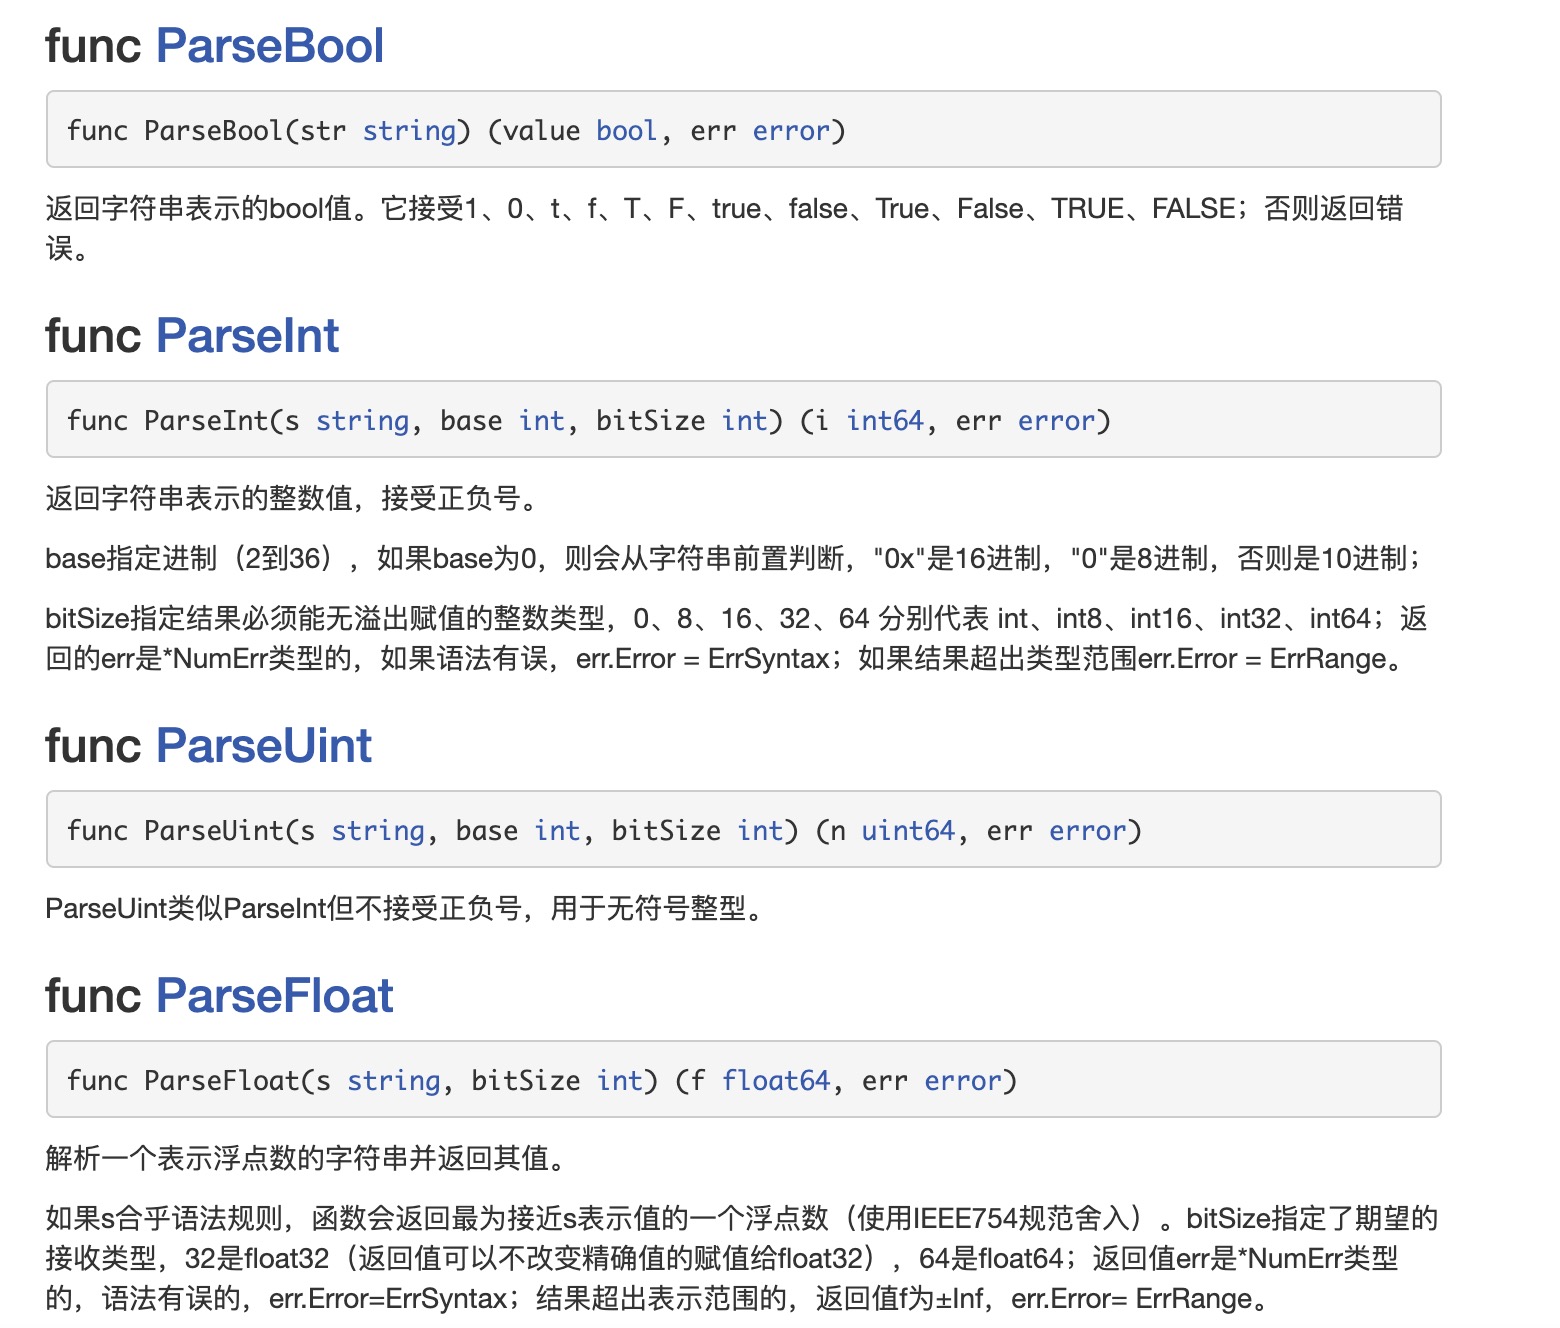 func ParseBool
func ParseBool(str string) (value bool, err error)
返回字符串表示的bool值。它接受1、0、t、f、T、F、true、false、True、False、TRUE、FALSE；否则返回错
误。
func ParseInt
func ParseInt(s string, base int, bitSize int) (i int64, err error)
返回字符串表示的整数值，接受正负号。
base指定进制（2到36），如果base为0，则会从字符串前置判断，"0x"是16进制，"0"是8进制，否则是10进制；
bitSize指定结果必须能无溢出赋值的整数类型，0、8、16、32、64 分别代表 int、int8、int16、int32、int64；返
回的err是*NumErr类型的，如果语法有误，err.Error = ErrSyntax；如果结果超出类型范围err.Error = ErrRange。
func ParseUint
func ParseUint(s string, base int, bitSize int) (n uint64, err error)
ParseUint类似ParseInt但不接受正负号，用于无符号整型。
func ParseFloat
func ParseFloat(s string, bitSize int) (f float64, err error)
解析一个表示浮点数的字符串并返回其值。
如果s合乎语法规则，函数会返回最为接近s表示值的一个浮点数（使用IEEE754规范舍入）。bitSize指定了期望的
接收类型，32是float32（返回值可以不改变精确值的赋值给float32），64是float64；返回值err是*NumErr类型
的，语法有误的，err.Error=ErrSyntax；结果超出表示范围的，返回值f为±Inf，err.Error= ErrRange。